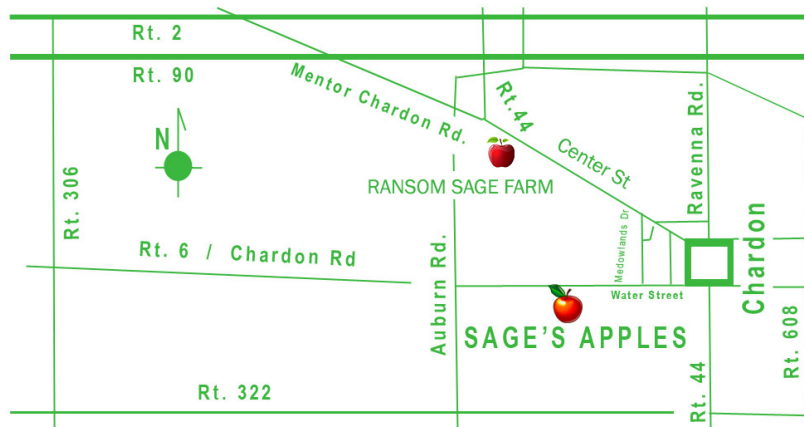 Rt. 2
Rt. 90
Mentor Chardon Rd.
Rt.44
N
Center St
Ravenna Rd.
RANSOM SAGE FARM
Rt. 306
Medowlands Dr
Chardon
Rt. 6 / Chardon Rd
Auburn Rd.
Water Street
SAGE'S APPLES
Rt. 608
Rt. 44
Rt. 322